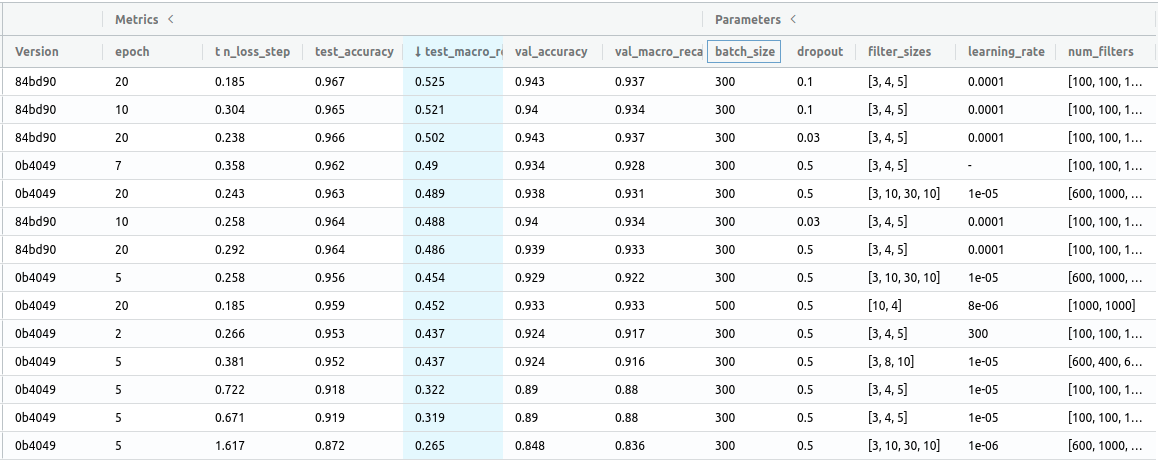 Metrics < Parameters <
Version epoch t n_loss_step test_accuracy ↓ test_macro_r val_accuracy val_macro_reca batch_size dropout filter_sizes learning_rate num_filters
84bd90 20 0.185 0.967 0.525 0.943 0.937 300 0.1 [3, 4, 5] 0.0001 [100, 100, 1...
84bd90 10 0.304 0.965 0.521 0.94 0.934 300 0.1 [3, 4, 5] 0.0001 [100, 100, 1...
84bd90 20 0.238 0.966 0.502 0.943 0.937 300 0.03 [3, 4, 5] 0.0001 [100, 100, 1...
0b4049 7 0.358 0.962 0.49 0.934 0.928 300 0.5 [3, 4, 5] - [100, 100, 1...
0b4049 20 0.243 0.963 0.489 0.938 0.931 300 0.5 [3, 10, 30, 10] 1e-05 [600, 1000, ...
84bd90 10 0.258 0.964 0.488 0.94 0.934 300 0.03 [3, 4, 5] 0.0001 [100, 100, 1...
84bd90 20 0.292 0.964 0.486 0.939 0.933 300 0.5 [3, 4, 5] 0.0001 [100, 100, 1...
0b4049 5 0.258 0.956 0.454 0.929 0.922 300 0.5 [3, 10, 30, 10] 1e-05 [600, 1000, ...
0b4049 20 0.185 0.959 0.452 0.933 0.933 500 0.5 [10, 4] 8e-06 [1000, 1000]
0b4049 2 0.266 0.953 0.437 0.924 0.917 300 0.5 [3, 4, 5] 300 [100, 100, 1...
0b4049 5 0.381 0.952 0.437 0.924 0.916 300 0.5 [3, 8, 10] 1e-05 [600, 400, 6...
0b4049 5 0.722 0.918 0.322 0.89 0.88 300 0.5 [3, 4, 5] 1e-05 [100, 100, 1...
0b4049 5 0.671 0.919 0.319 0.89 0.88 300 0.5 [3, 4, 5] 1e-05 [100, 100, 1...
0b4049 5 1.617 0.872 0.265 0.848 0.836 300 0.5 [3, 10, 30, 10] 1e-06 [600, 1000, ...